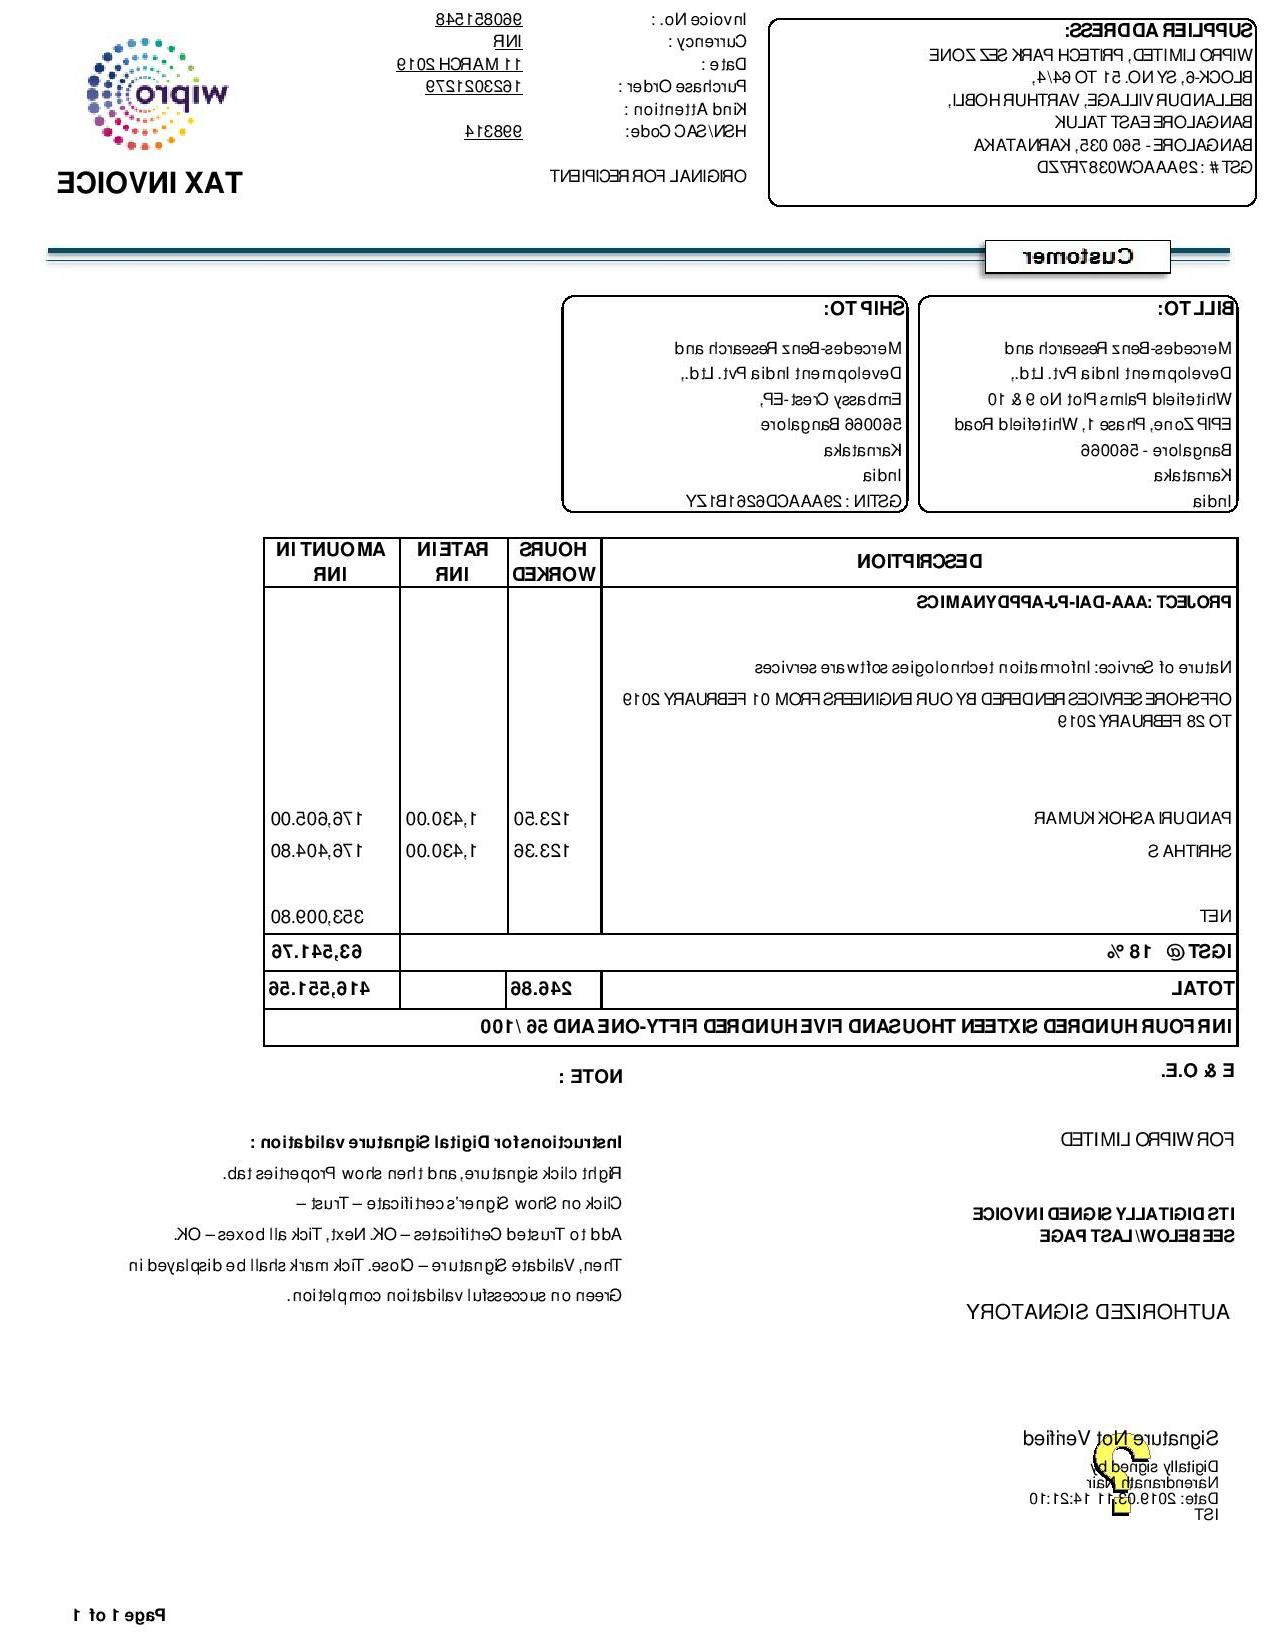 SUPPLIER ADDRESS:
WIPRO LIMITED, PRITECH PARK SEZ ZONE
BLOCK-6, SY NO. 51 TO 64/4,
BELLANDUR VILLAGE, VARTHUR HOBLI,
BANGALORE EAST TALUK
BANGALORE - 560 035, KARNATAKA
GST # : 29AAACW0387R7ZD
Invoice No. : 960851548
Currency : INR
Date : 11 MARCH 2019
Purchase Order : 1623021279
Kind Attention :
HSN/SAC Code: 998314
ORIGINAL FOR RECIPIENT
wipro
TAX INVOICE
Customer
BILL TO:
Mercedes-Benz Research and
Development India Pvt. Ltd.,
Whitefield Palms Plot No 9 & 10
EPIP Zone, Phase 1, Whitefield Road
Bangalore - 560066
Karnataka
India
SHIP TO:
Mercedes-Benz Research and
Development India Pvt. Ltd.,
Embassy Crest-EP,
560066 Bangalore
Karnataka
India
GSTIN : 29AAACD6261B1ZY
DESCRIPTION HOURS WORKED RATE IN INR AMOUNT IN INR
PROJECT :AAA-DAI-PJ-APPDYNAMICS
Nature of Service: Information technologies software services
OFFSHORE SERVICES RENDERED BY OUR ENGINEERS FROM 01 FEBRUARY 2019
TO 28 FEBRUARY 2019
PANDURI ASHOK KUMAR 123.50 1,430.00 176,605.00
SHRITHA S 123.36 1,430.00 176,404.80
NET 353,009.80
IGST @ 18 % 63,541.76
TOTAL 246.86 416,551.56
INR FOUR HUNDRED SIXTEEN THOUSAND FIVE HUNDRED FIFTY-ONE AND 56 /100
E & O.E.
FOR WIPRO LIMITED
ITS DIGITALLY SIGNED INVOICE
SEE BELOW/ LAST PAGE
AUTHORIZED SIGNATORY
NOTE :
Instructions for Digital Signature validation :
Right click signature, and then show Properties tab.
Click on Show Signer's certificate – Trust –
Add to Trusted Certificates – OK. Next, Tick all boxes – OK.
Then, Validate Signature – Close. Tick mark shall be displayed in
Green on successful validation completion.
Signature Not Verified
Digitally signed by
Narendranath Nair
Date: 2019.03.11 14:21:10
IST
Page 1 of 1